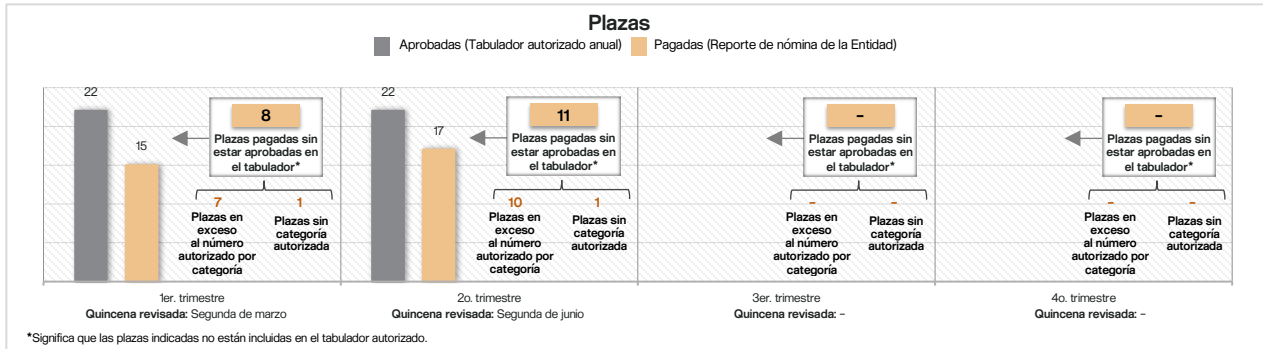 Plazas
Aprobadas (Tabulador autorizado anual) Pagadas (Reporte de nómina de la Entidad)
22
15
8
Plazas pagadas sin
estar aprobadas en
el tabulador*
7
Plazas en
exceso
al número
autorizado por
categoría
1
Plazas sin
categoría
autorizada
1er. trimestre
Quincena revisada: Segunda de marzo
22
17
11
Plazas pagadas sin
estar aprobadas en
el tabulador*
10
Plazas en
exceso
al número
autorizado por
categoría
1
Plazas sin
categoría
autorizada
2o. trimestre
Quincena revisada: Segunda de junio
-
Plazas pagadas sin
estar aprobadas en
el tabulador*
-
Plazas en
exceso
al número
autorizado por
categoría
-
Plazas sin
categoría
autorizada
3er. trimestre
Quincena revisada: -
-
Plazas pagadas sin
estar aprobadas en
el tabulador*
-
Plazas en
exceso
al número
autorizado por
categoría
-
Plazas sin
categoría
autorizada
4o. trimestre
Quincena revisada: -
*Significa que las plazas indicadas no están incluidas en el tabulador autorizado.